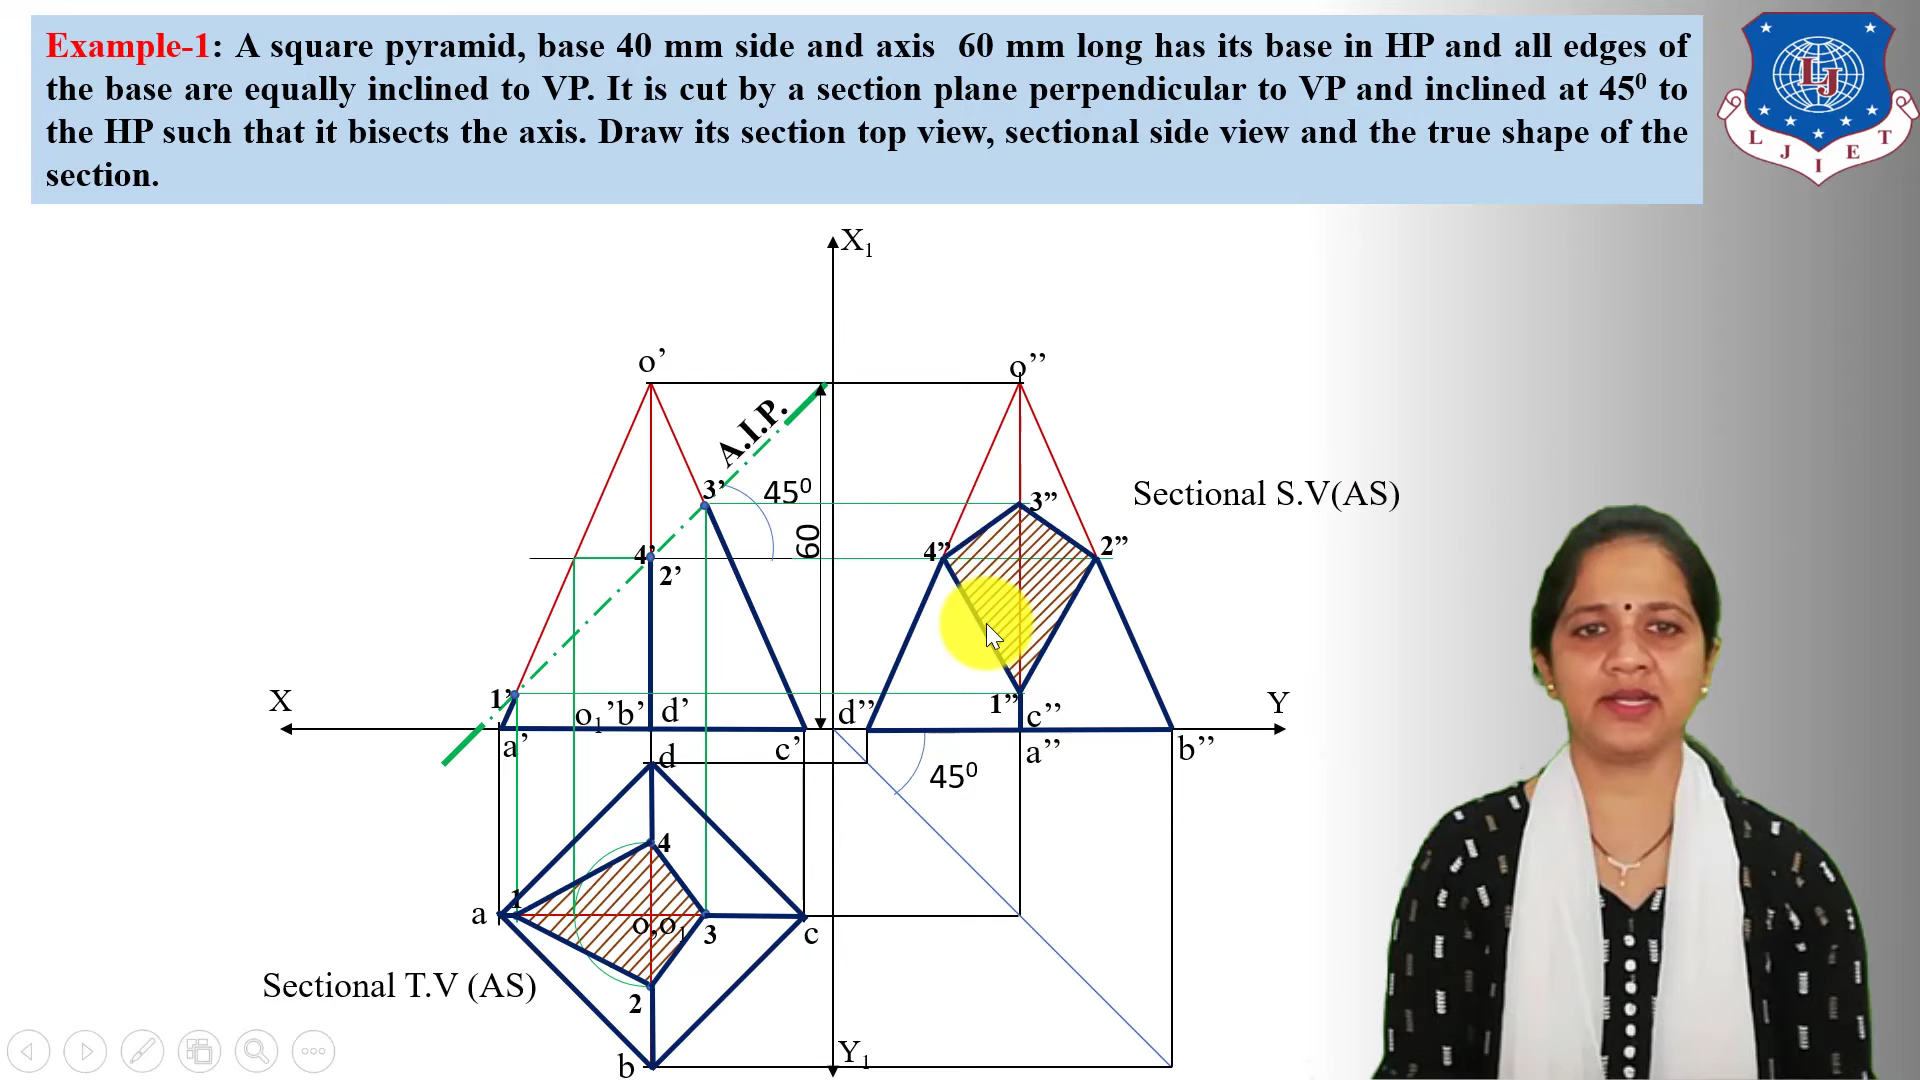 Example-1: A square pyramid, base 40 mm side and axis 60 mm long has its base in HP and all edges of
the base are equally inclined to VP. It is cut by a section plane perpendicular to VP and inclined at 45⁰ to
the HP such that it bisects the axis. Draw its section top view, sectional side view and the true shape of the
section.
LJ
L J I E T
X₁
o’
o’’
A.I.P.
3’
45⁰
60
3”
Sectional S.V(AS)
4’
2’
4”
2”
1’
1”
X
Y
o₁’b’
d’
d’’
c’’
a’
c’
a’’
b’’
d
45⁰
4
1
a
o,o₁
3
c
Sectional T.V (AS)
2
Y₁
b